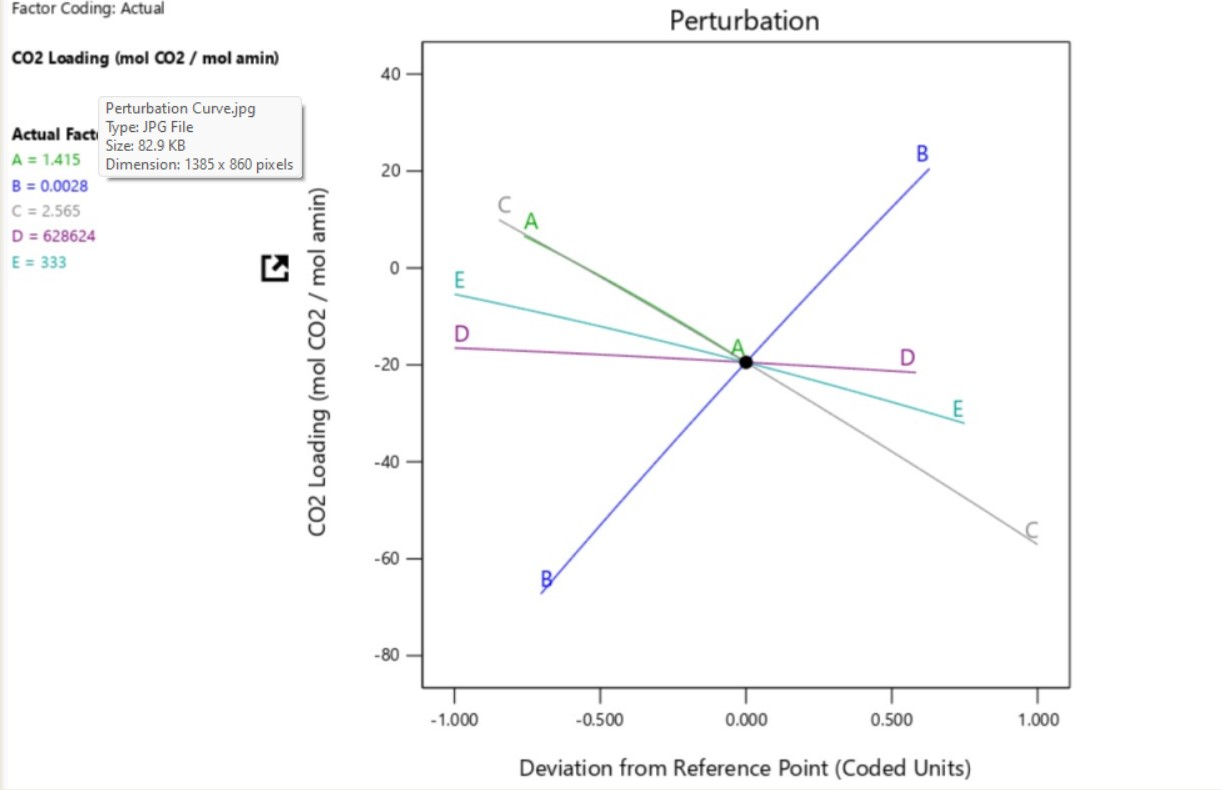 Factor Coding: Actual
Perturbation
CO2 Loading (mol CO2 / mol amin)
Perturbation Curve.jpg
Type: JPG File
Size: 82.9 KB
Dimension: 1385 x 860 pixels
Actual Fact
A = 1.415
B = 0.0028
C = 2.565
D = 628624
E = 333
CO2 Loading (mol CO2 / mol amin)
40
20
0
-20
-40
-60
-80
B
C
A
E
D
A
D
E
C
B
-1.000
-0.500
0.000
0.500
1.000
Deviation from Reference Point (Coded Units)